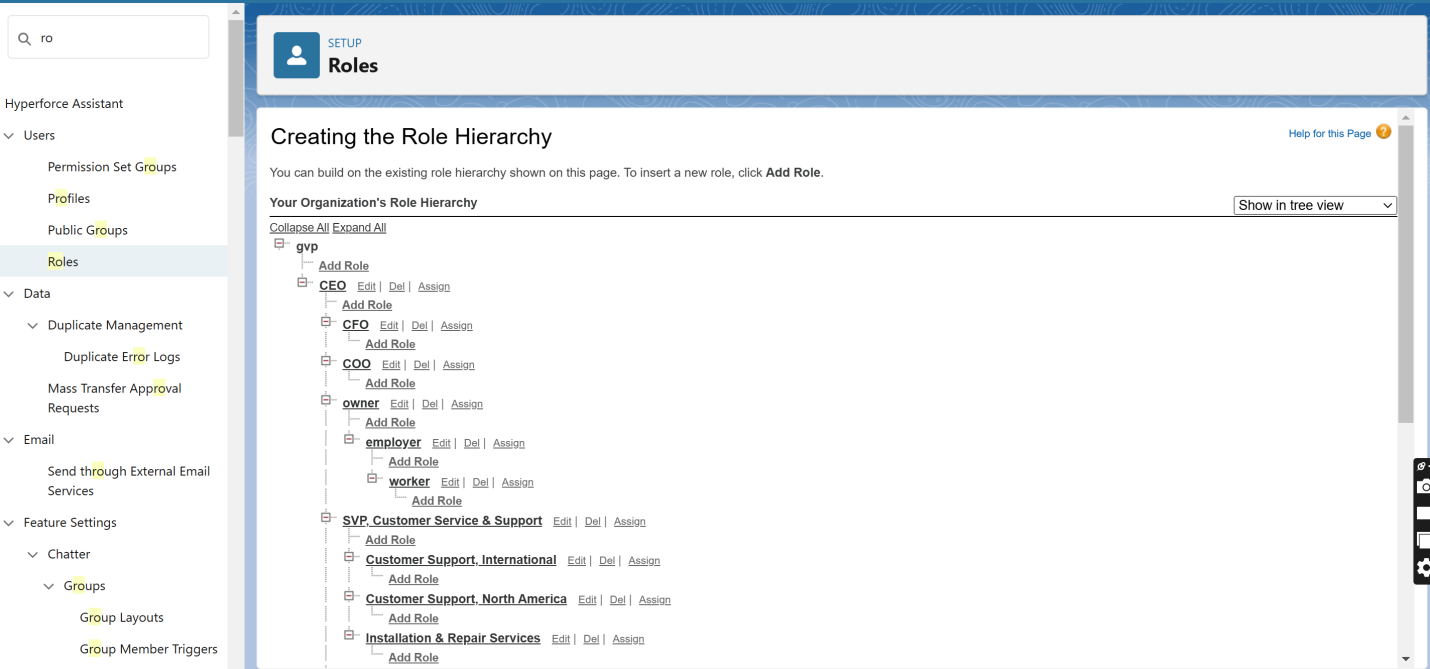 ro
Hyperforce Assistant
Users
Permission Set Groups
Profiles
Public Groups
Roles
Data
Duplicate Management
Duplicate Error Logs
Mass Transfer Approval
Requests
Email
Send through External Email
Services
Feature Settings
Chatter
Groups
Group Layouts
Group Member Triggers
SETUP
Roles
Creating the Role Hierarchy
Help for this Page ?
You can build on the existing role hierarchy shown on this page. To insert a new role, click Add Role.
Your Organization's Role Hierarchy
Show in tree view
Collapse All Expand All
gvp
Add Role
CEO Edit | Del | Assign
Add Role
CFO Edit | Del | Assign
Add Role
COO Edit | Del | Assign
Add Role
owner Edit | Del | Assign
Add Role
employer Edit | Del | Assign
Add Role
worker Edit | Del | Assign
Add Role
SVP, Customer Service & Support Edit | Del | Assign
Add Role
Customer Support, International Edit | Del | Assign
Add Role
Customer Support, North America Edit | Del | Assign
Add Role
Installation & Repair Services Edit | Del | Assign
Add Role